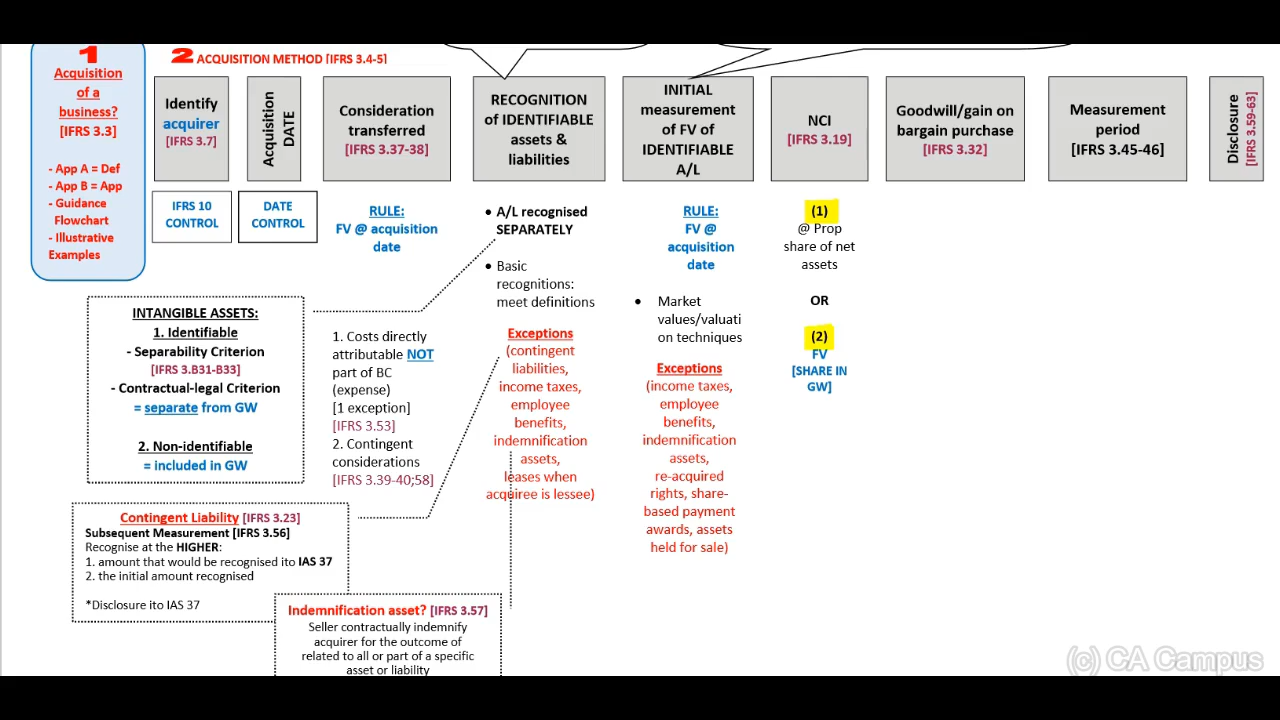 1
Acquisition
of a
business?
[IFRS 3.3]
- App A = Def
- App B = App
- Guidance
Flowchart
- Illustrative
Examples
2 ACQUISITION METHOD [IFRS 3.4-5]
Identify
acquirer
[IFRS 3.7]
Acquisition
DATE
Consideration
transferred
[IFRS 3.37-38]
RECOGNITION
of IDENTIFIABLE
assets &
liabilities
INITIAL
measurement
of FV of
IDENTIFIABLE
A/L
NCI
[IFRS 3.19]
Goodwill/gain on
bargain purchase
[IFRS 3.32]
Measurement
period
[IFRS 3.45-46]
Disclosure
[IFRS 3.59-63]
IFRS 10
CONTROL
DATE
CONTROL
RULE:
FV @ acquisition
date
1. Costs directly
attributable NOT
part of BC
(expense)
[1 exception]
[IFRS 3.53]
2. Contingent
considerations
[IFRS 3.39-40;58]
• A/L recognised
SEPARATELY
• Basic
recognitions:
meet definitions
Exceptions
(contingent
liabilities,
income taxes,
employee
benefits,
indemnification
assets,
leases when
acquiree is lessee)
RULE:
FV @
acquisition
date
• Market
values/valuati
on techniques
Exceptions
(income taxes,
employee
benefits,
indemnification
assets,
re-acquired
rights, share-
based payment
awards, assets
held for sale)
(1)
@ Prop
share of net
assets
OR
(2)
FV
[SHARE IN
GW]
INTANGIBLE ASSETS:
1. Identifiable
- Separability Criterion
[IFRS 3.B31-B33)
- Contractual-legal Criterion
= separate from GW
2. Non-identifiable
= included in GW
Contingent Liability [IFRS 3.23]
Subsequent Measurement [IFRS 3.56]
Recognise at the HIGHER:
1. amount that would be recognised ito IAS 37
2. the initial amount recognised
*Disclosure ito IAS 37
Indemnification asset? [IFRS 3.57]
Seller contractually indemnify
acquirer for the outcome of
related to all or part of a specific
asset or liability
(c) CA Campus